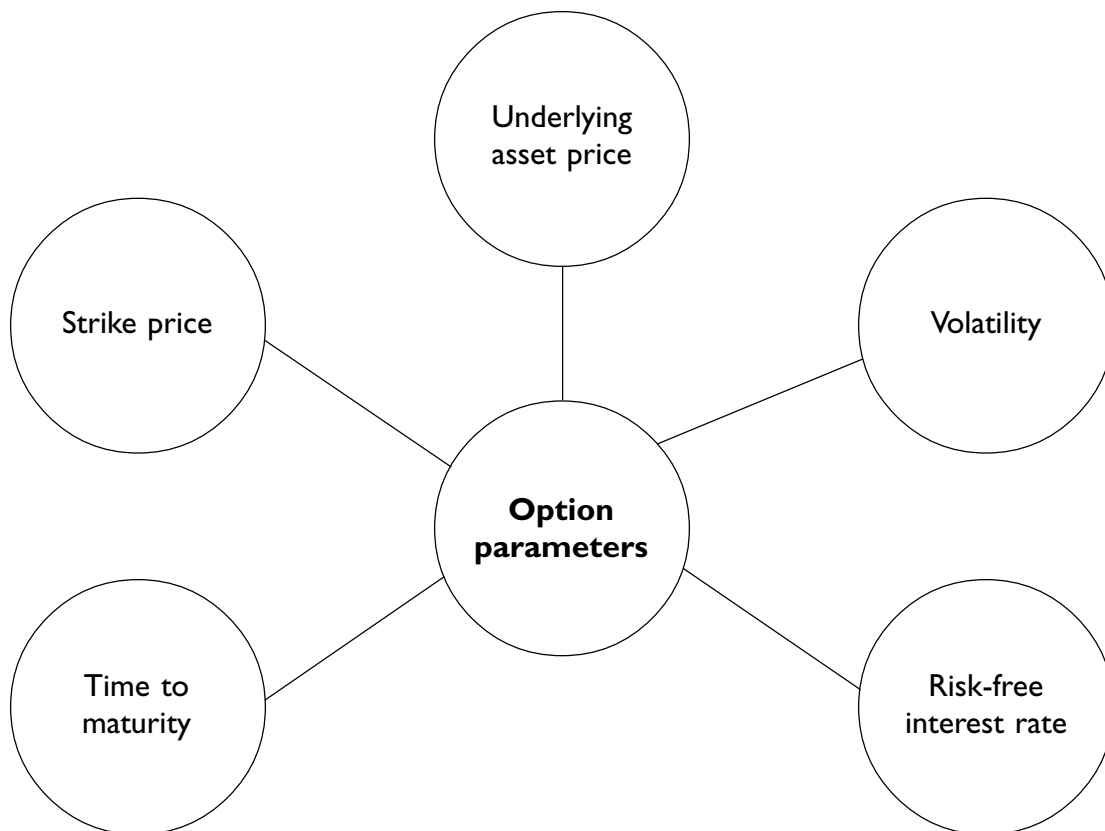 Underlying
asset price
Strike price
Volatility
Option
parameters
Time to
maturity
Risk-free
interest rate